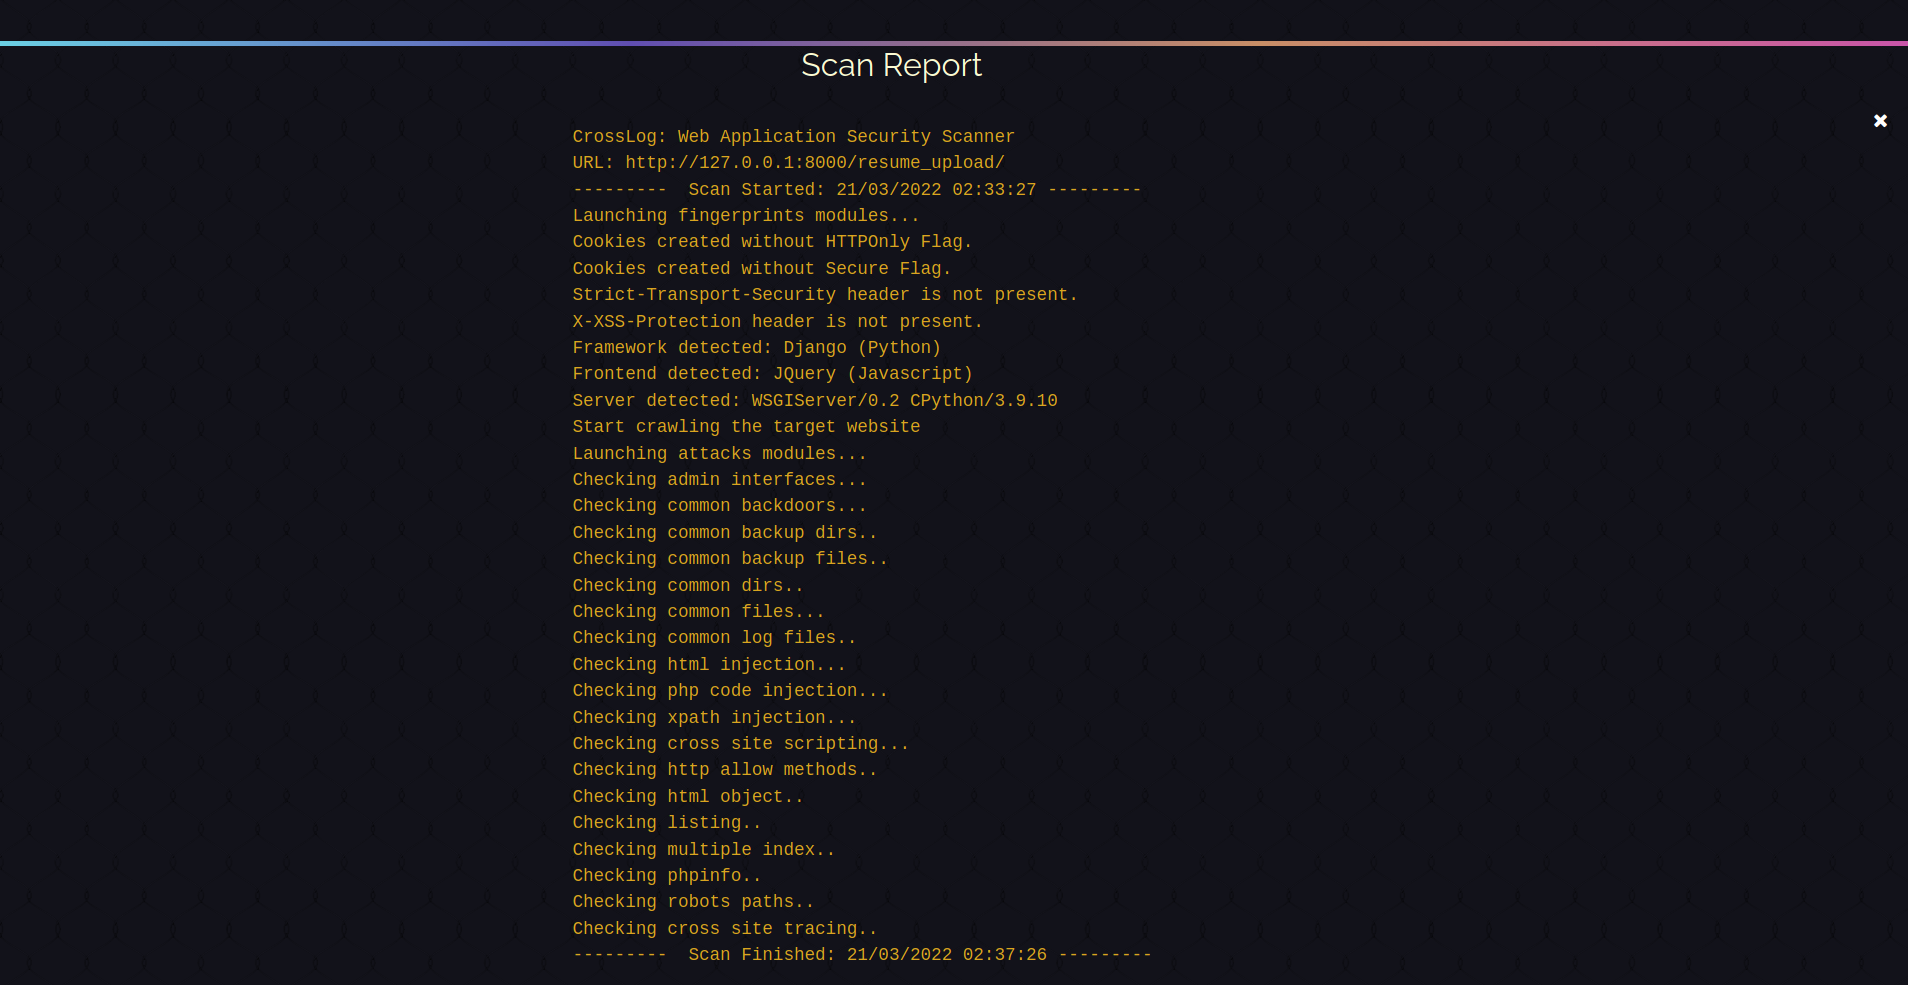 Scan Report
CrossLog: Web Application Security Scanner
URL: http://127.0.0.1:8000/resume_upload/
---------  Scan Started: 21/03/2022 02:33:27 ---------
Launching fingerprints modules...
Cookies created without HTTPOnly Flag.
Cookies created without Secure Flag.
Strict-Transport-Security header is not present.
X-XSS-Protection header is not present.
Framework detected: Django (Python)
Frontend detected: JQuery (Javascript)
Server detected: WSGIServer/0.2 CPython/3.9.10
Start crawling the target website
Launching attacks modules...
Checking admin interfaces...
Checking common backdoors...
Checking common backup dirs..
Checking common backup files..
Checking common dirs..
Checking common files...
Checking common log files..
Checking html injection...
Checking php code injection...
Checking xpath injection...
Checking cross site scripting...
Checking http allow methods..
Checking html object..
Checking listing..
Checking multiple index..
Checking phpinfo..
Checking robots paths..
Checking cross site tracing..
---------  Scan Finished: 21/03/2022 02:37:26 ---------